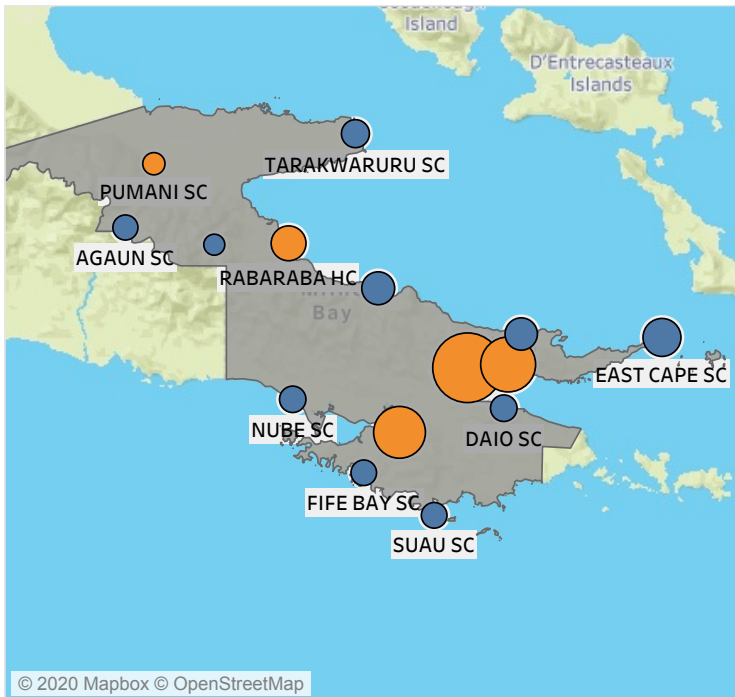 Island
D'Entrecasteaux
Islands
TARAKWARURU SC
PUMANI SC
AGAUN SC
RABARABA HC
Bay
EAST CAPE SC
NUBE SC
DAIO SC
FIFE BAY SC
SUAU SC
© 2020 Mapbox © OpenStreetMap